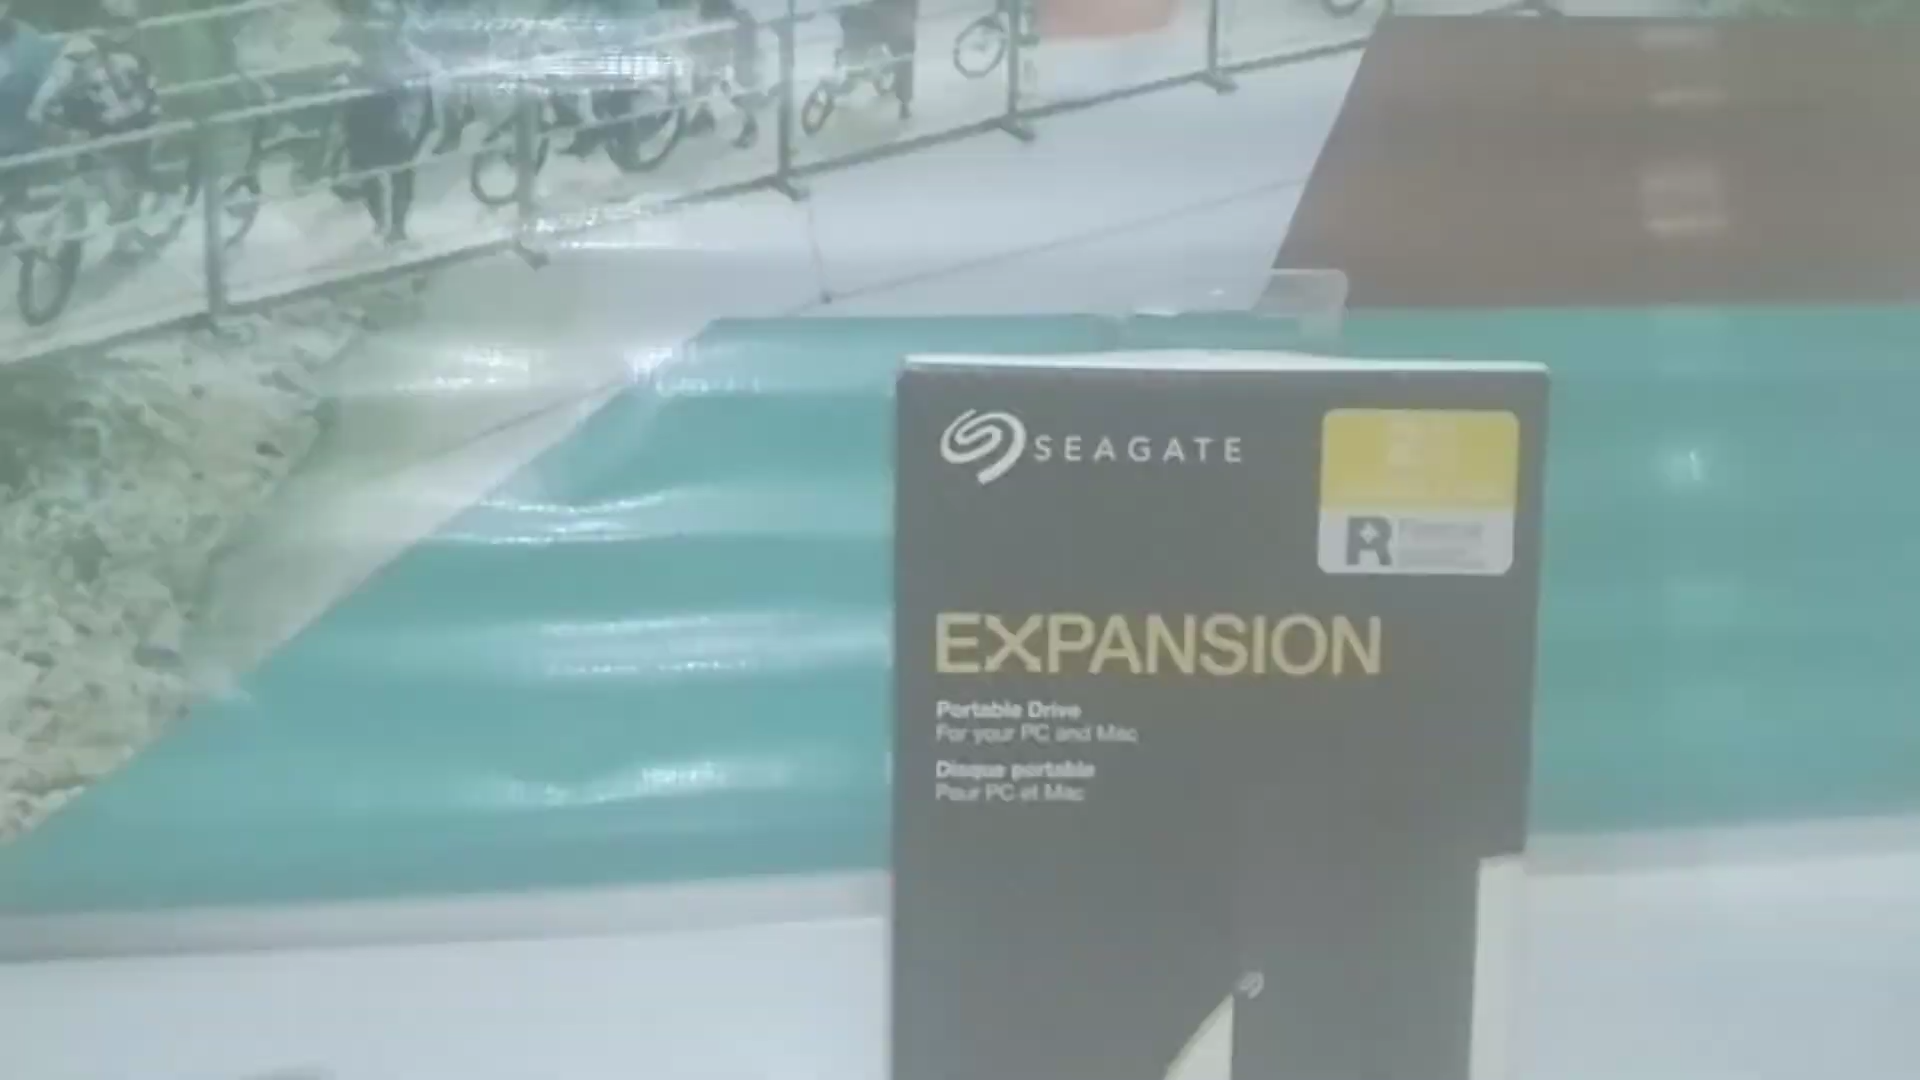 SEAGATE
EXPANSION
Portable Drive
For your PC and Mac
Disque portable
Pour PC et Mac